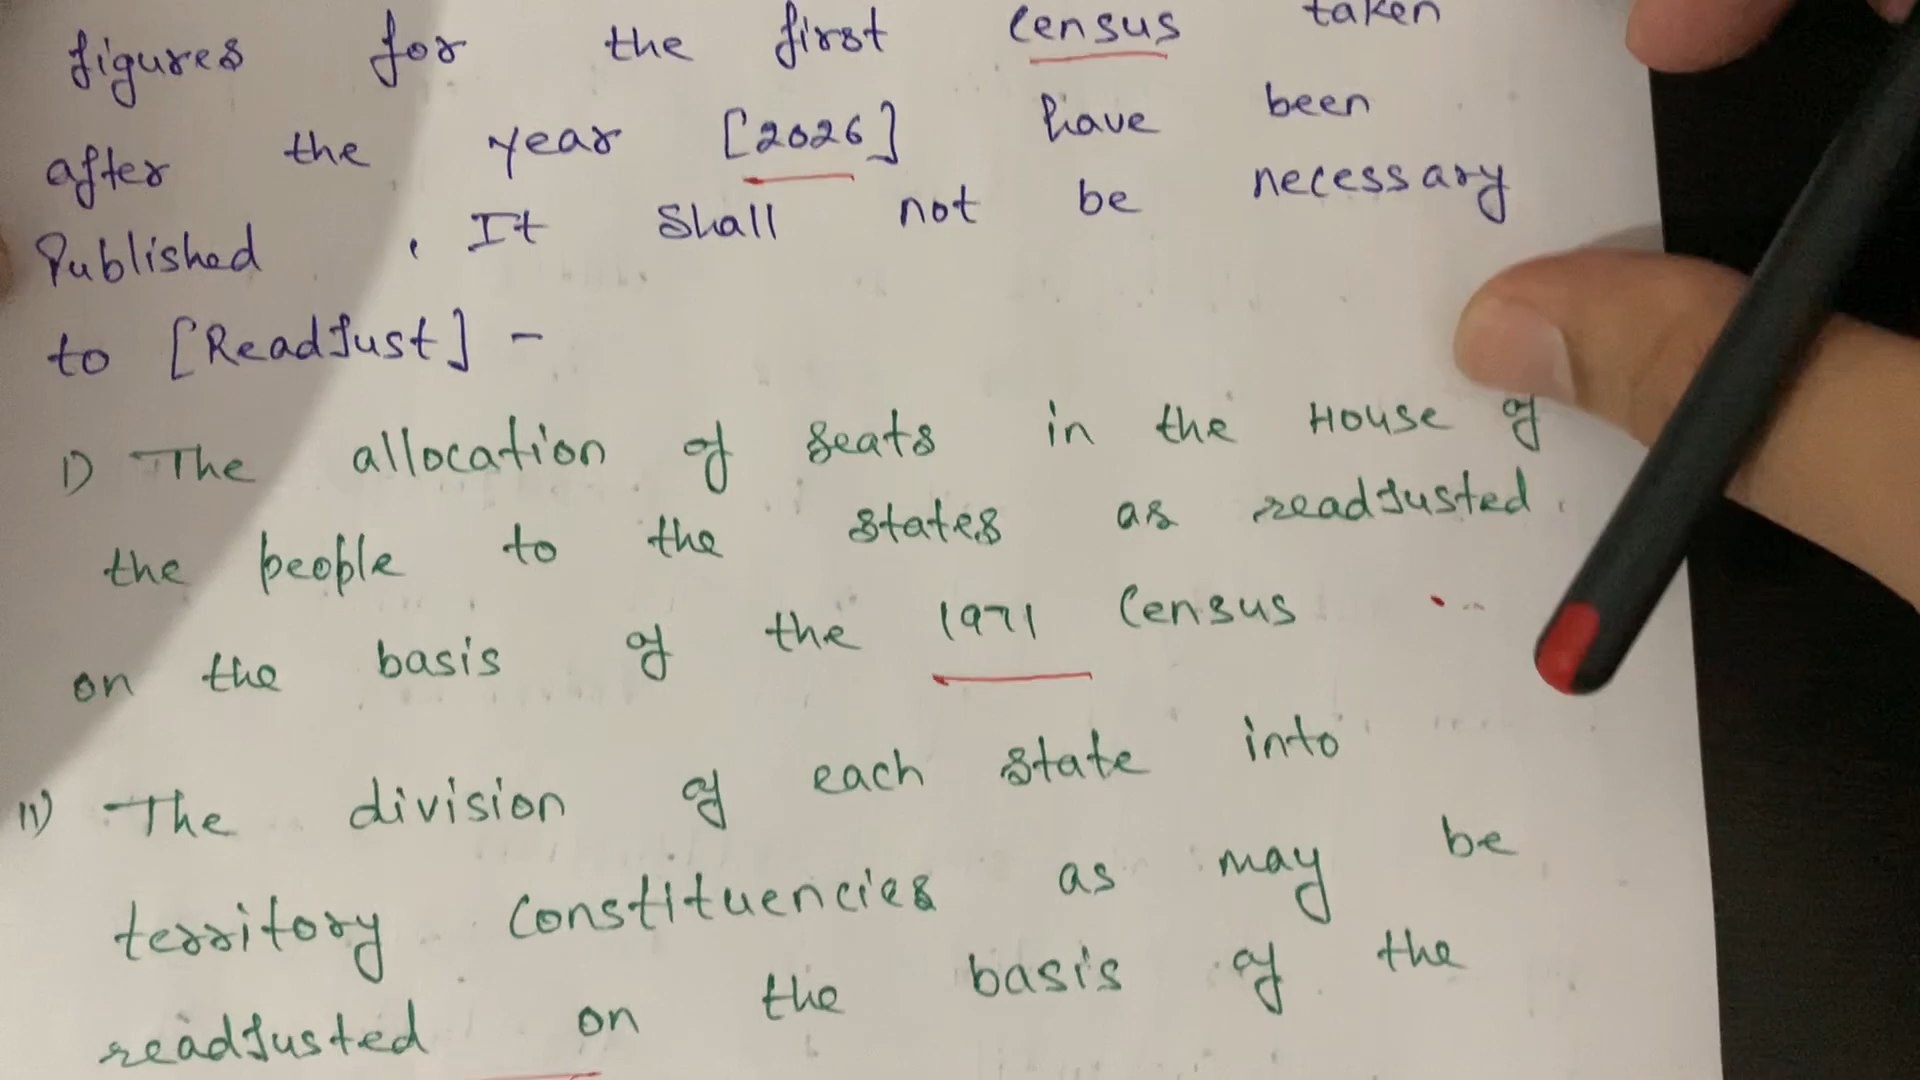 figures for the first census taken
after the year [2026] have been
Published , It shall not be necessary
to [ReadJust] -
I) The allocation of seats in the House of
the people to the states as readJusted
on the basis of the 1971 Census
II) The division of each state into
territory constituencies as may be
readJusted on the basis of the